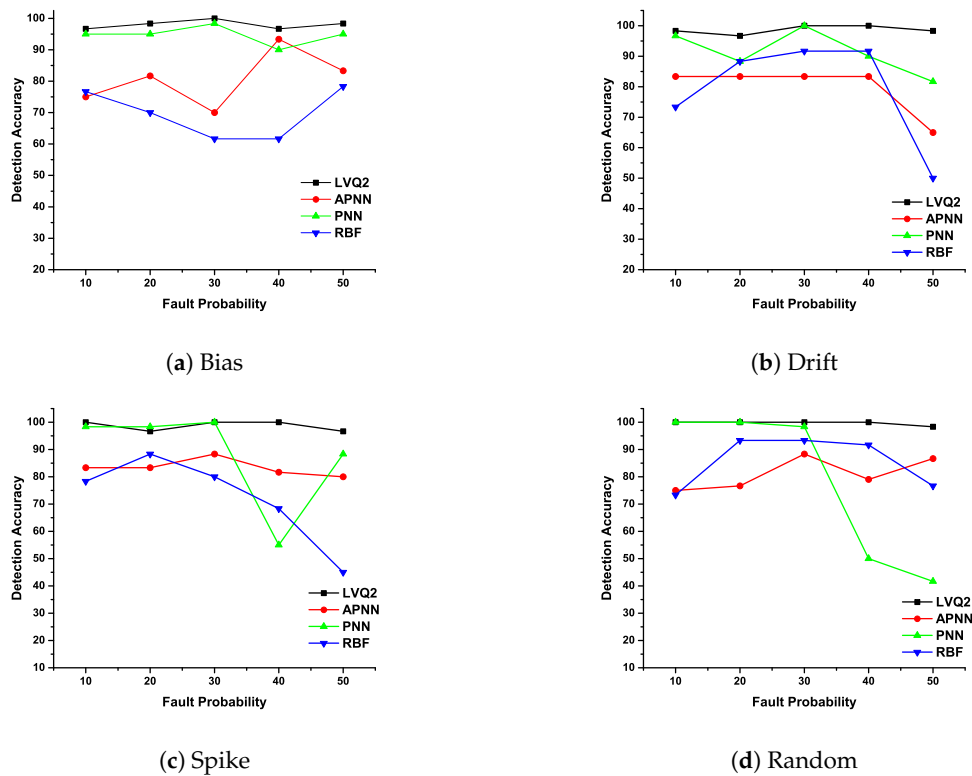 100
90
80
70
60
50
40
30
20
Detection Accuracy
10 20 30 40 50
Fault Probability
LVQ2
APNN
PNN
RBF
(a) Bias
100
90
80
70
60
50
40
30
20
Detection Accuracy
10 20 30 40 50
Fault Probability
LVQ2
APNN
PNN
RBF
(b) Drift
100
90
80
70
60
50
40
30
20
10
Detection Accuracy
10 20 30 40 50
Fault Probability
LVQ2
APNN
PNN
RBF
(c) Spike
100
90
80
70
60
50
40
30
20
10
Detection Accuracy
10 20 30 40 50
Fault Probability
LVQ2
APNN
PNN
RBF
(d) Random